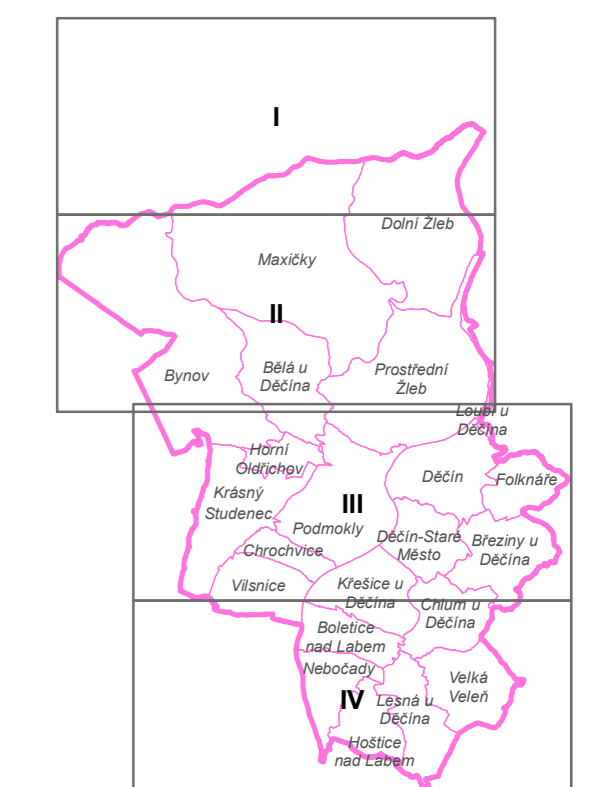 I
Dolní Žleb
Maxičky
II
Bynov
Bělá u
Děčína
Prostřední
Žleb
Loubí u
Děčína
Horní
Oldřichov
Děčín
Folknáře
Krásný
Studenec
III
Podmokly
Děčín-Staré
Město
Březiny u
Děčína
Chrochvice
Vilsnice
Křešice u
Děčína
Chlum u
Děčína
Boletice
nad Labem
Nebočady
Velká
Veleň
IV
Lesná u
Děčína
Hoštice
nad Labem